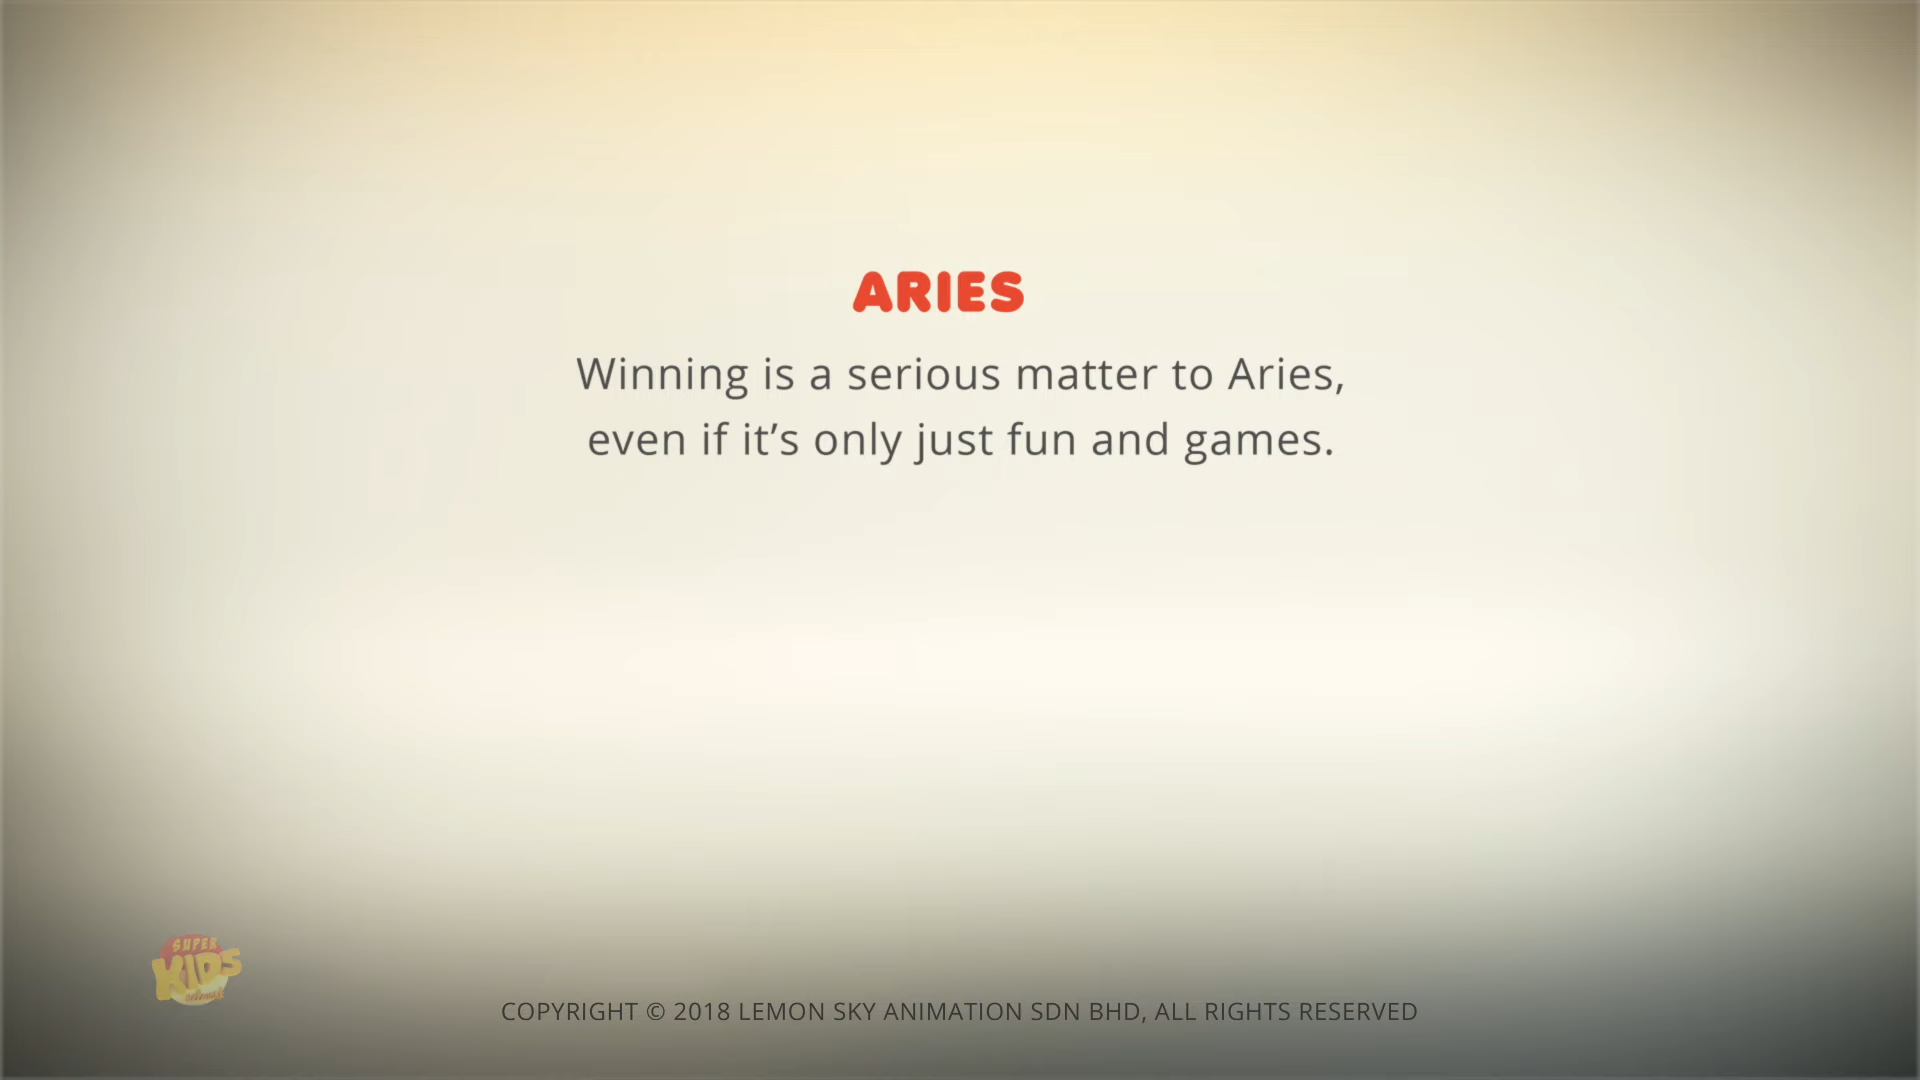 ARIES
Winning is a serious matter to Aries,
even if it’s only just fun and games.
SUPER
KIDS
COPYRIGHT © 2018 LEMON SKY ANIMATION SDN BHD, ALL RIGHTS RESERVED